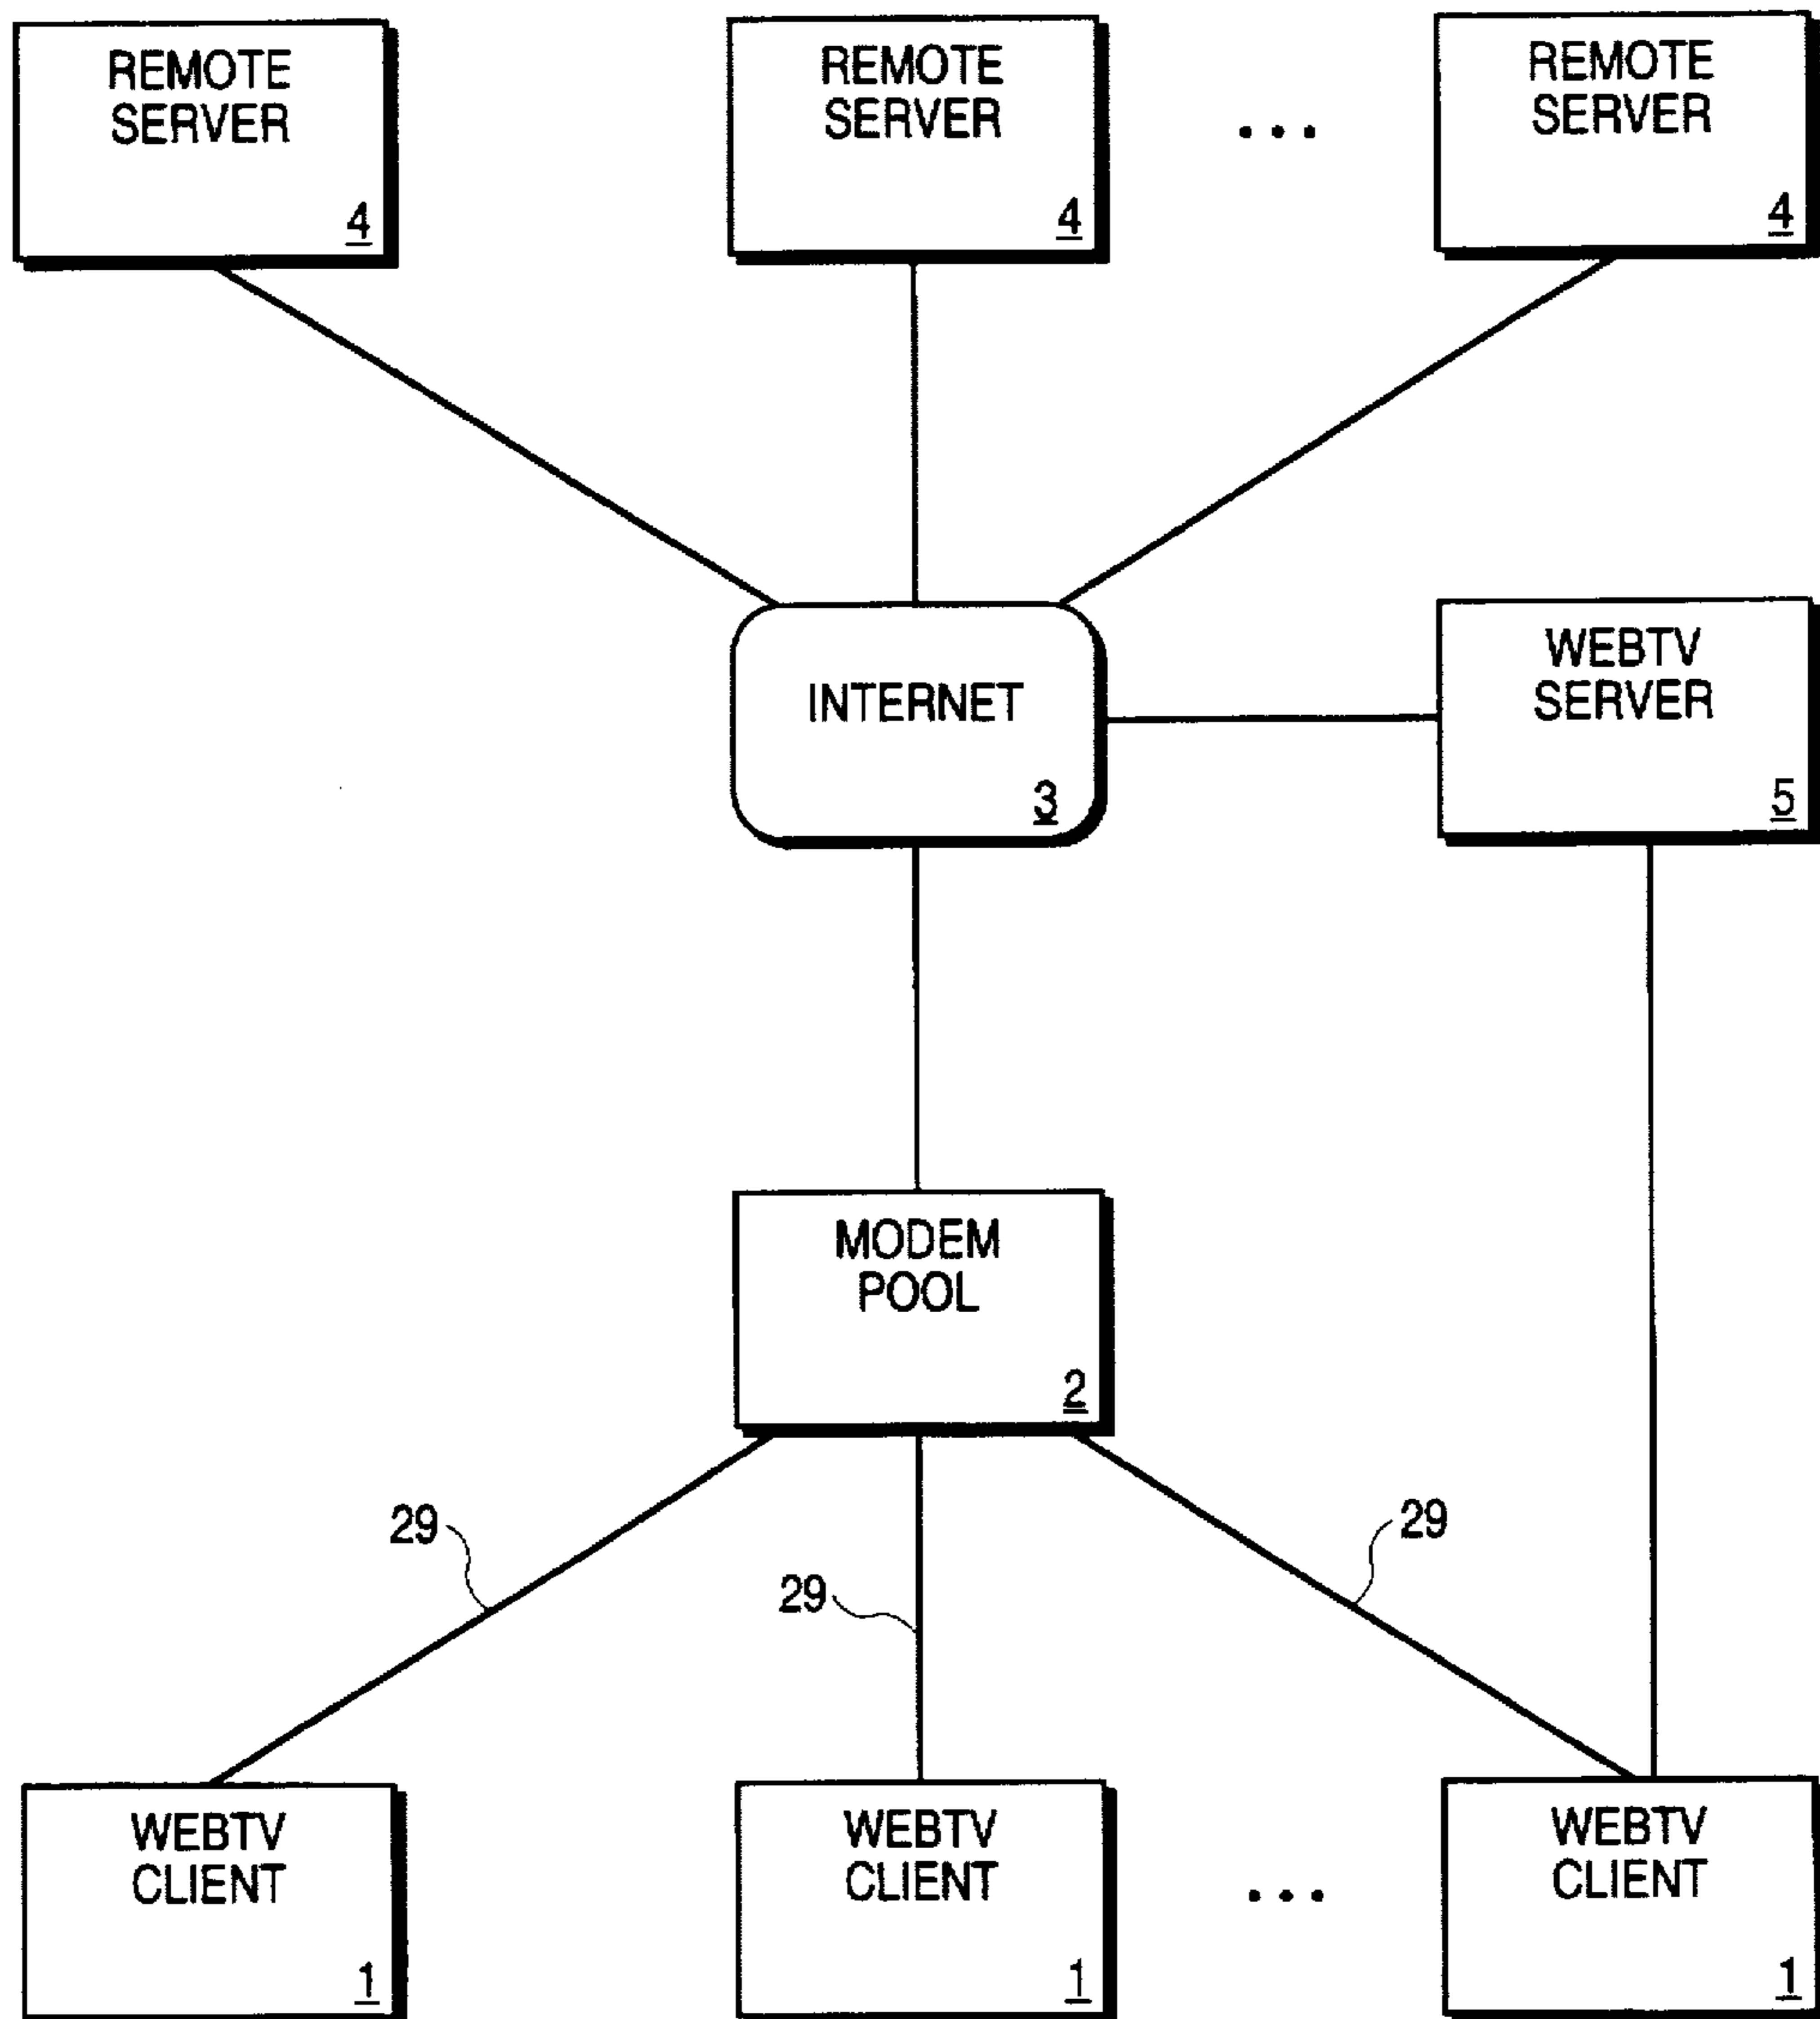 REMOTE
SERVER
4
REMOTE
SERVER
4
...
REMOTE
SERVER
4
INTERNET
3
WEBTV
SERVER
5
MODEM
POOL
2
29
29
29
WEBTV
CLIENT
1
WEBTV
CLIENT
1
...
WEBTV
CLIENT
1